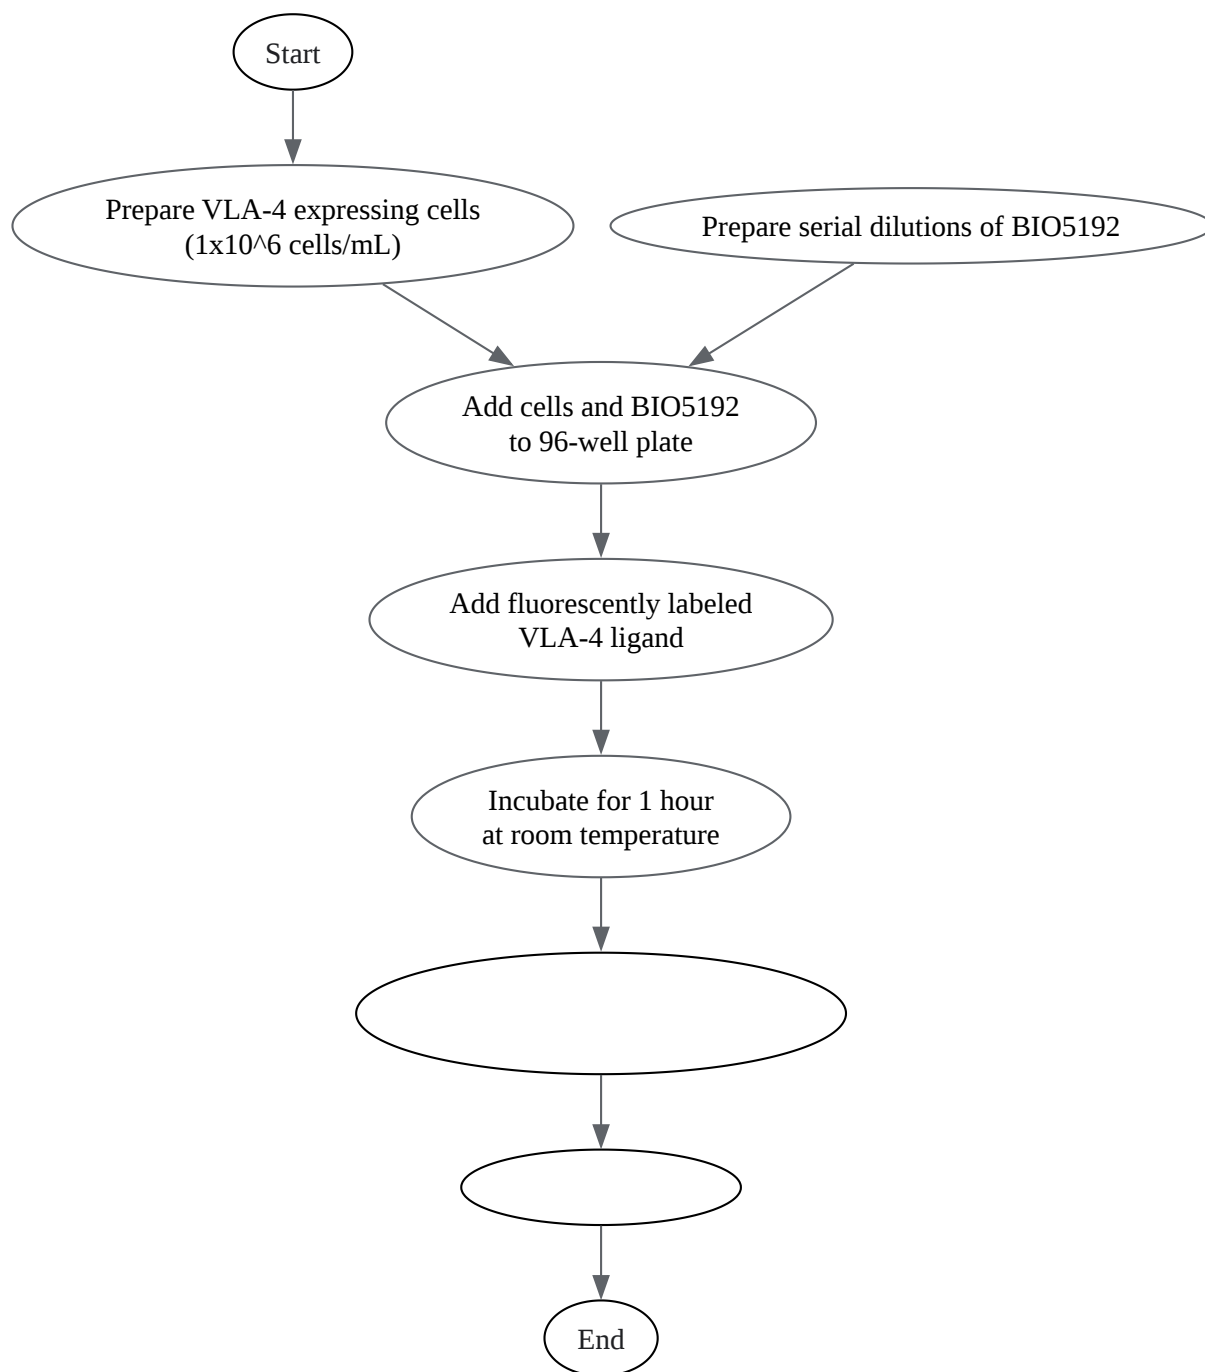 Start
Prepare VLA-4 expressing cells
(1x10^6 cells/mL)
Prepare serial dilutions of BIO5192
Add cells and BIO5192
to 96-well plate
Add fluorescently labeled
VLA-4 ligand
Incubate for 1 hour
at room temperature
End